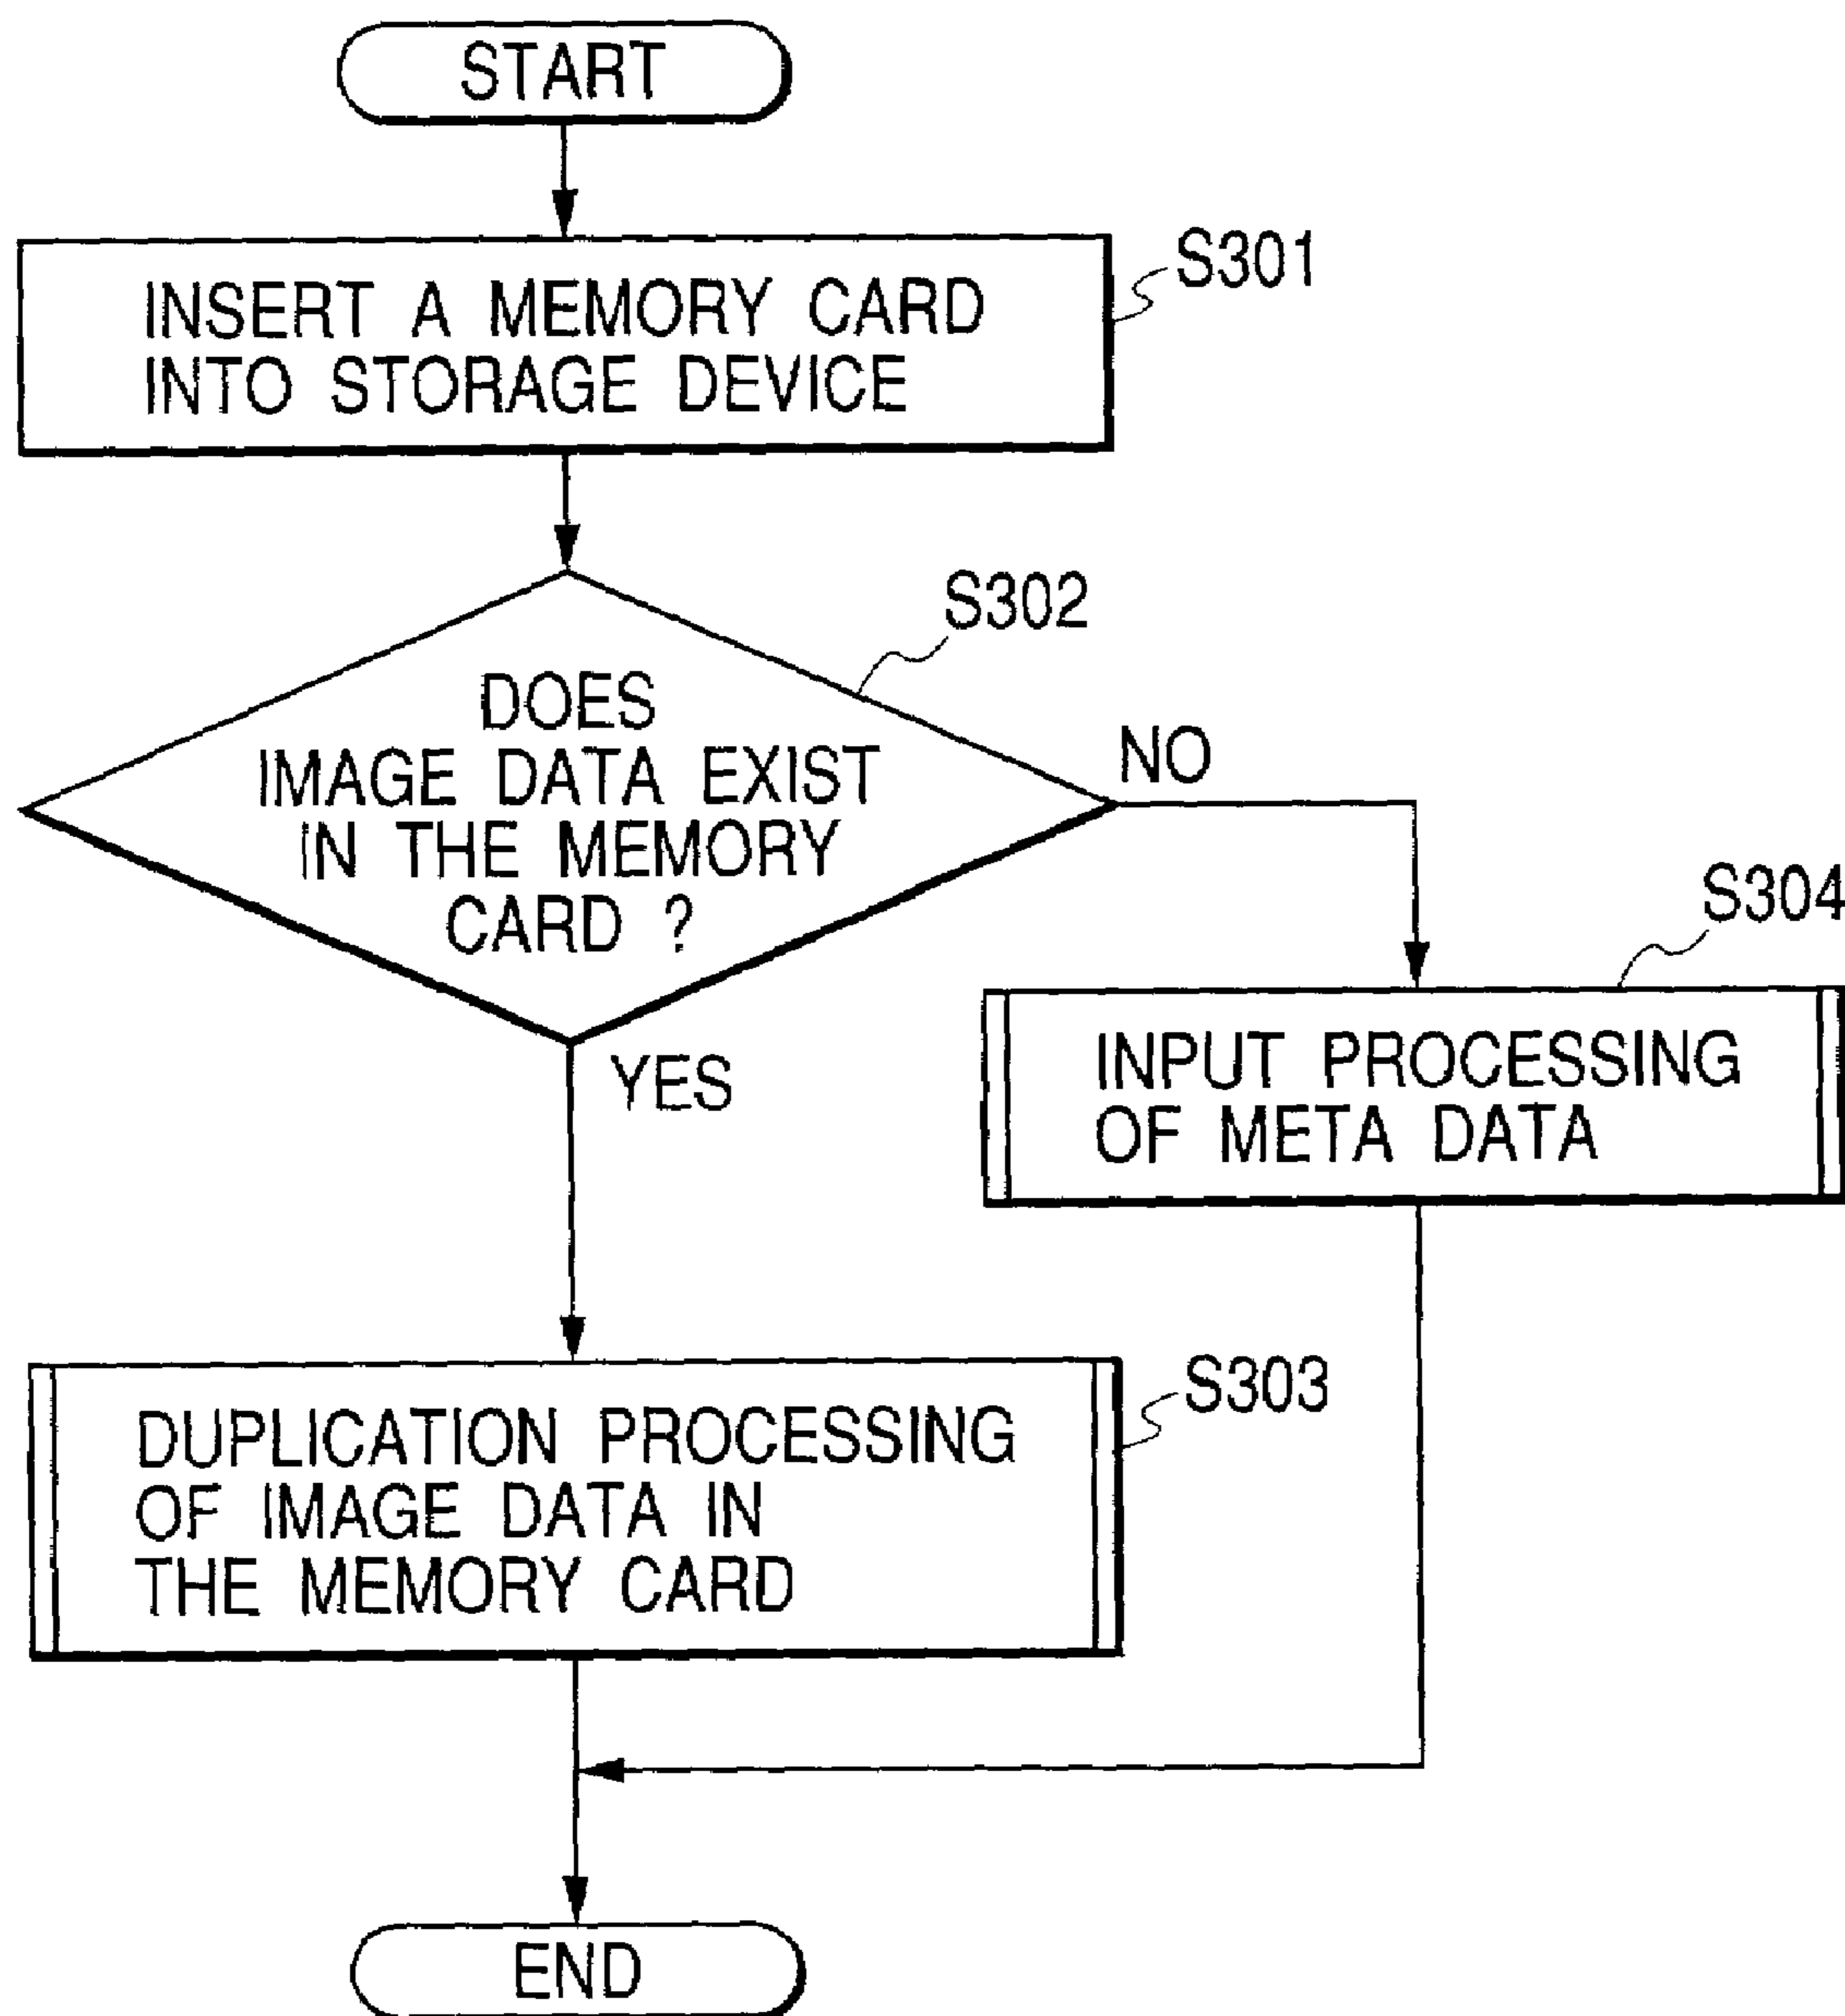 START
S301
INSERT A MEMORY CARD
INTO STORAGE DEVICE
S302
DOES
IMAGE DATA EXIST
IN THE MEMORY
CARD ?
NO
YES
S304
INPUT PROCESSING
OF META DATA
S303
DUPLICATION PROCESSING
OF IMAGE DATA IN
THE MEMORY CARD
END